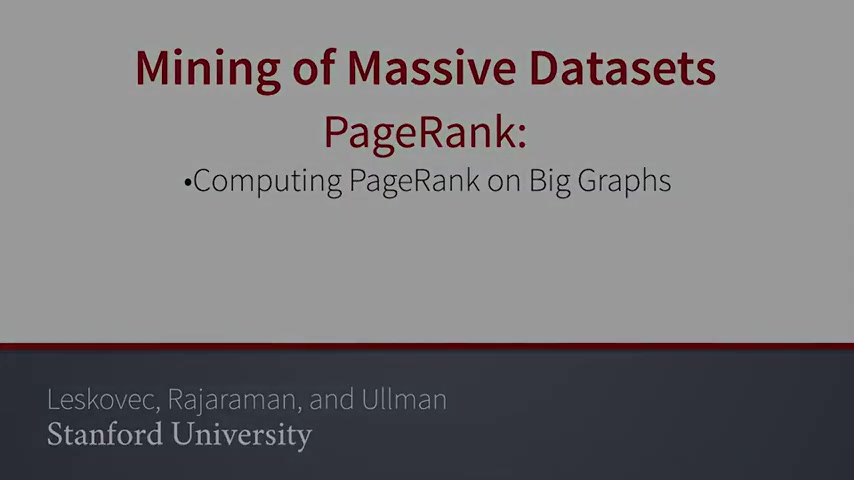 Mining of Massive Datasets
PageRank:
•Computing PageRank on Big Graphs
Leskovec, Rajaraman, and Ullman
Stanford University